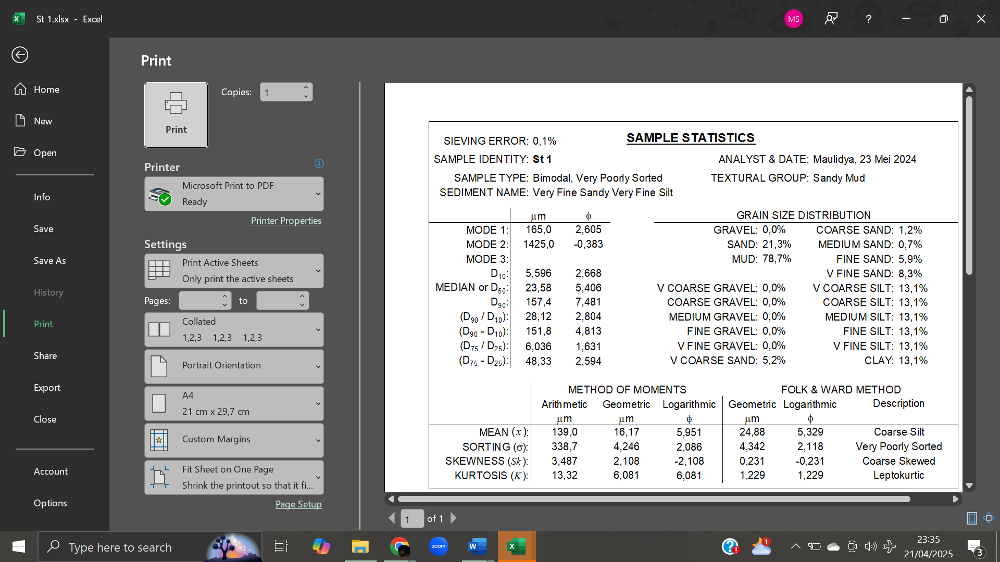 St 1.xlsx - Excel
MS
?
Print
Home
New
Open
Info
Save
Save As
History
Print
Share
Export
Close
Account
Options
Print
Copies: 1
Printer
Microsoft Print to PDF
Ready
Printer Properties
Settings
Print Active Sheets
Only print the active sheets
Pages: to
Collated
1,2,3 1,2,3 1,2,3
Portrait Orientation
A4
21 cm x 29,7 cm
Custom Margins
Fit Sheet on One Page
Shrink the printout so that it fi...
Page Setup
SAMPLE STATISTICS
SIEVING ERROR: 0,1%
SAMPLE IDENTITY: St 1 ANALYST & DATE: Maulidya, 23 Mei 2024
SAMPLE TYPE: Bimodal, Very Poorly Sorted TEXTURAL GROUP: Sandy Mud
SEDIMENT NAME: Very Fine Sandy Very Fine Silt
μm ϕ GRAIN SIZE DISTRIBUTION
MODE 1: 165,0 2,605 GRAVEL: 0,0% COARSE SAND: 1,2%
MODE 2: 1425,0 -0,383 SAND: 21,3% MEDIUM SAND: 0,7%
MODE 3: MUD: 78,7% FINE SAND: 5,9%
D10: 5,596 2,668 V FINE SAND: 8,3%
MEDIAN or D50: 23,58 5,406 V COARSE GRAVEL: 0,0% V COARSE SILT: 13,1%
D90: 157,4 7,481 COARSE GRAVEL: 0,0% COARSE SILT: 13,1%
(D90 / D10): 28,12 2,804 MEDIUM GRAVEL: 0,0% MEDIUM SILT: 13,1%
(D90 - D10): 151,8 4,813 FINE GRAVEL: 0,0% FINE SILT: 13,1%
(D75 / D25): 6,036 1,631 V FINE GRAVEL: 0,0% V FINE SILT: 13,1%
(D75 - D25): 48,33 2,594 V COARSE SAND: 5,2% CLAY: 13,1%
METHOD OF MOMENTS FOLK & WARD METHOD
Arithmetic Geometric Logarithmic Geometric Logarithmic Description
μm μm ϕ μm ϕ
MEAN (x̅): 139,0 16,17 5,951 24,88 5,329 Coarse Silt
SORTING (σ): 338,7 4,246 2,086 4,342 2,118 Very Poorly Sorted
SKEWNESS (Sk): 3,487 2,108 -2,108 0,231 -0,231 Coarse Skewed
KURTOSIS (K): 13,32 6,081 6,081 1,229 1,229 Leptokurtic
1 of 1
Type here to search
zoom
W
X
?
!
1
23:35
21/04/2025
3